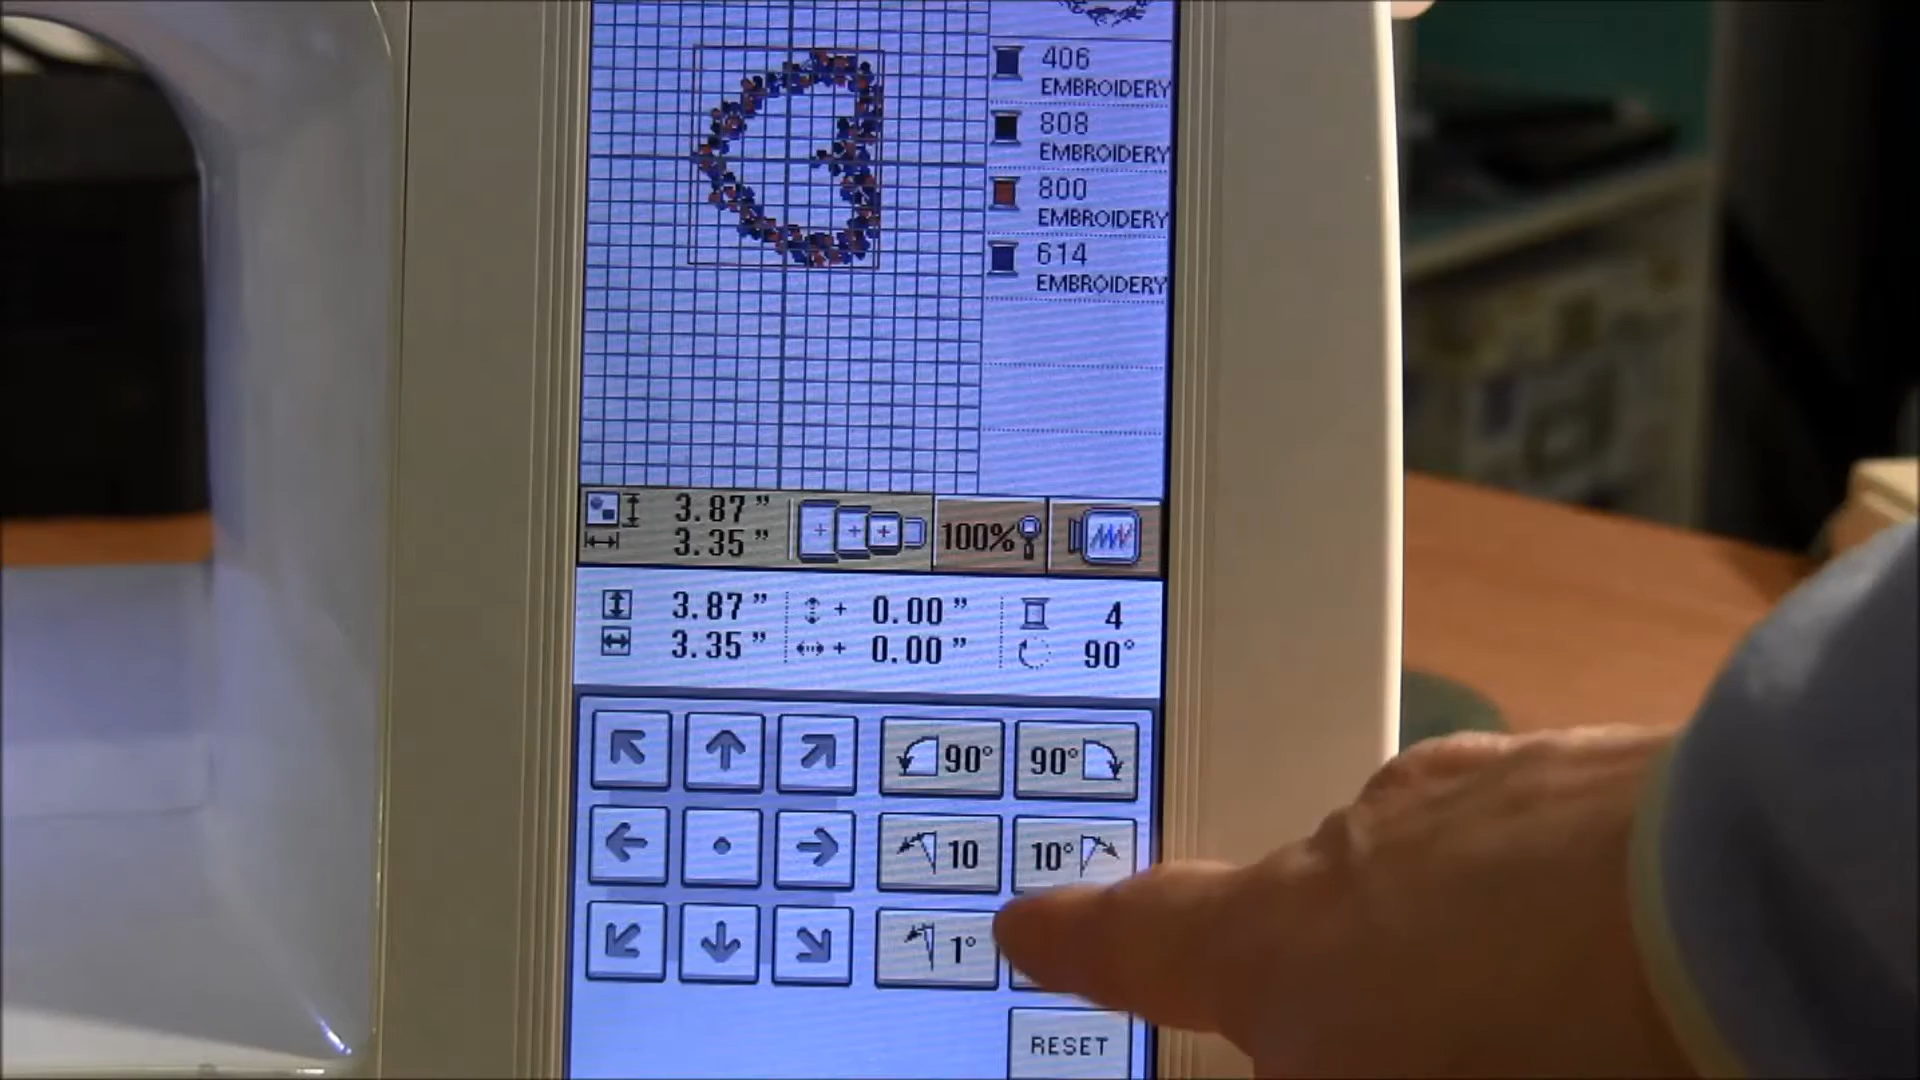 406
EMBROIDERY
808
EMBROIDERY
800
EMBROIDERY
614
EMBROIDERY
3.87"
3.35"
100%
3.87" + 0.00" 4
3.35" + 0.00" 90°
90° 90°
10 10°
1°
RESET